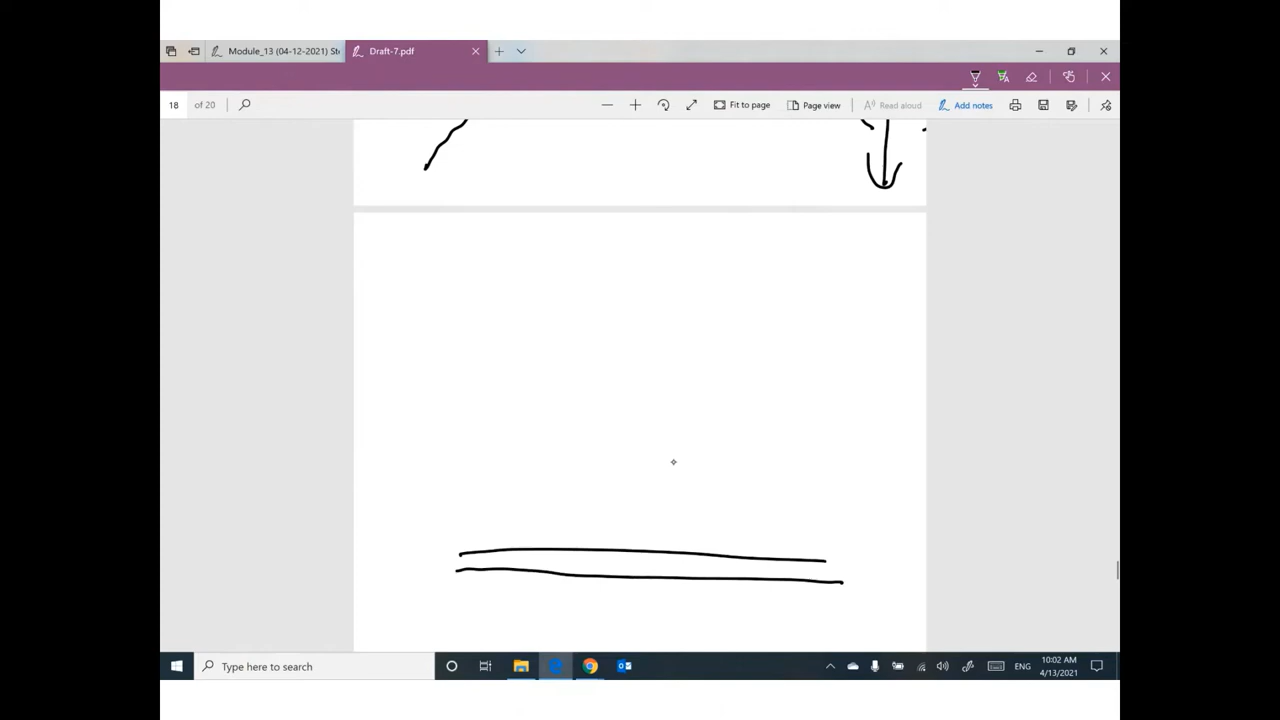 Module_13 (04-12-2021) St
Draft-7.pdf
18 of 20
Fit to page
Page view
Read aloud
Add notes
Type here to search
ENG
10:02 AM
4/13/2021